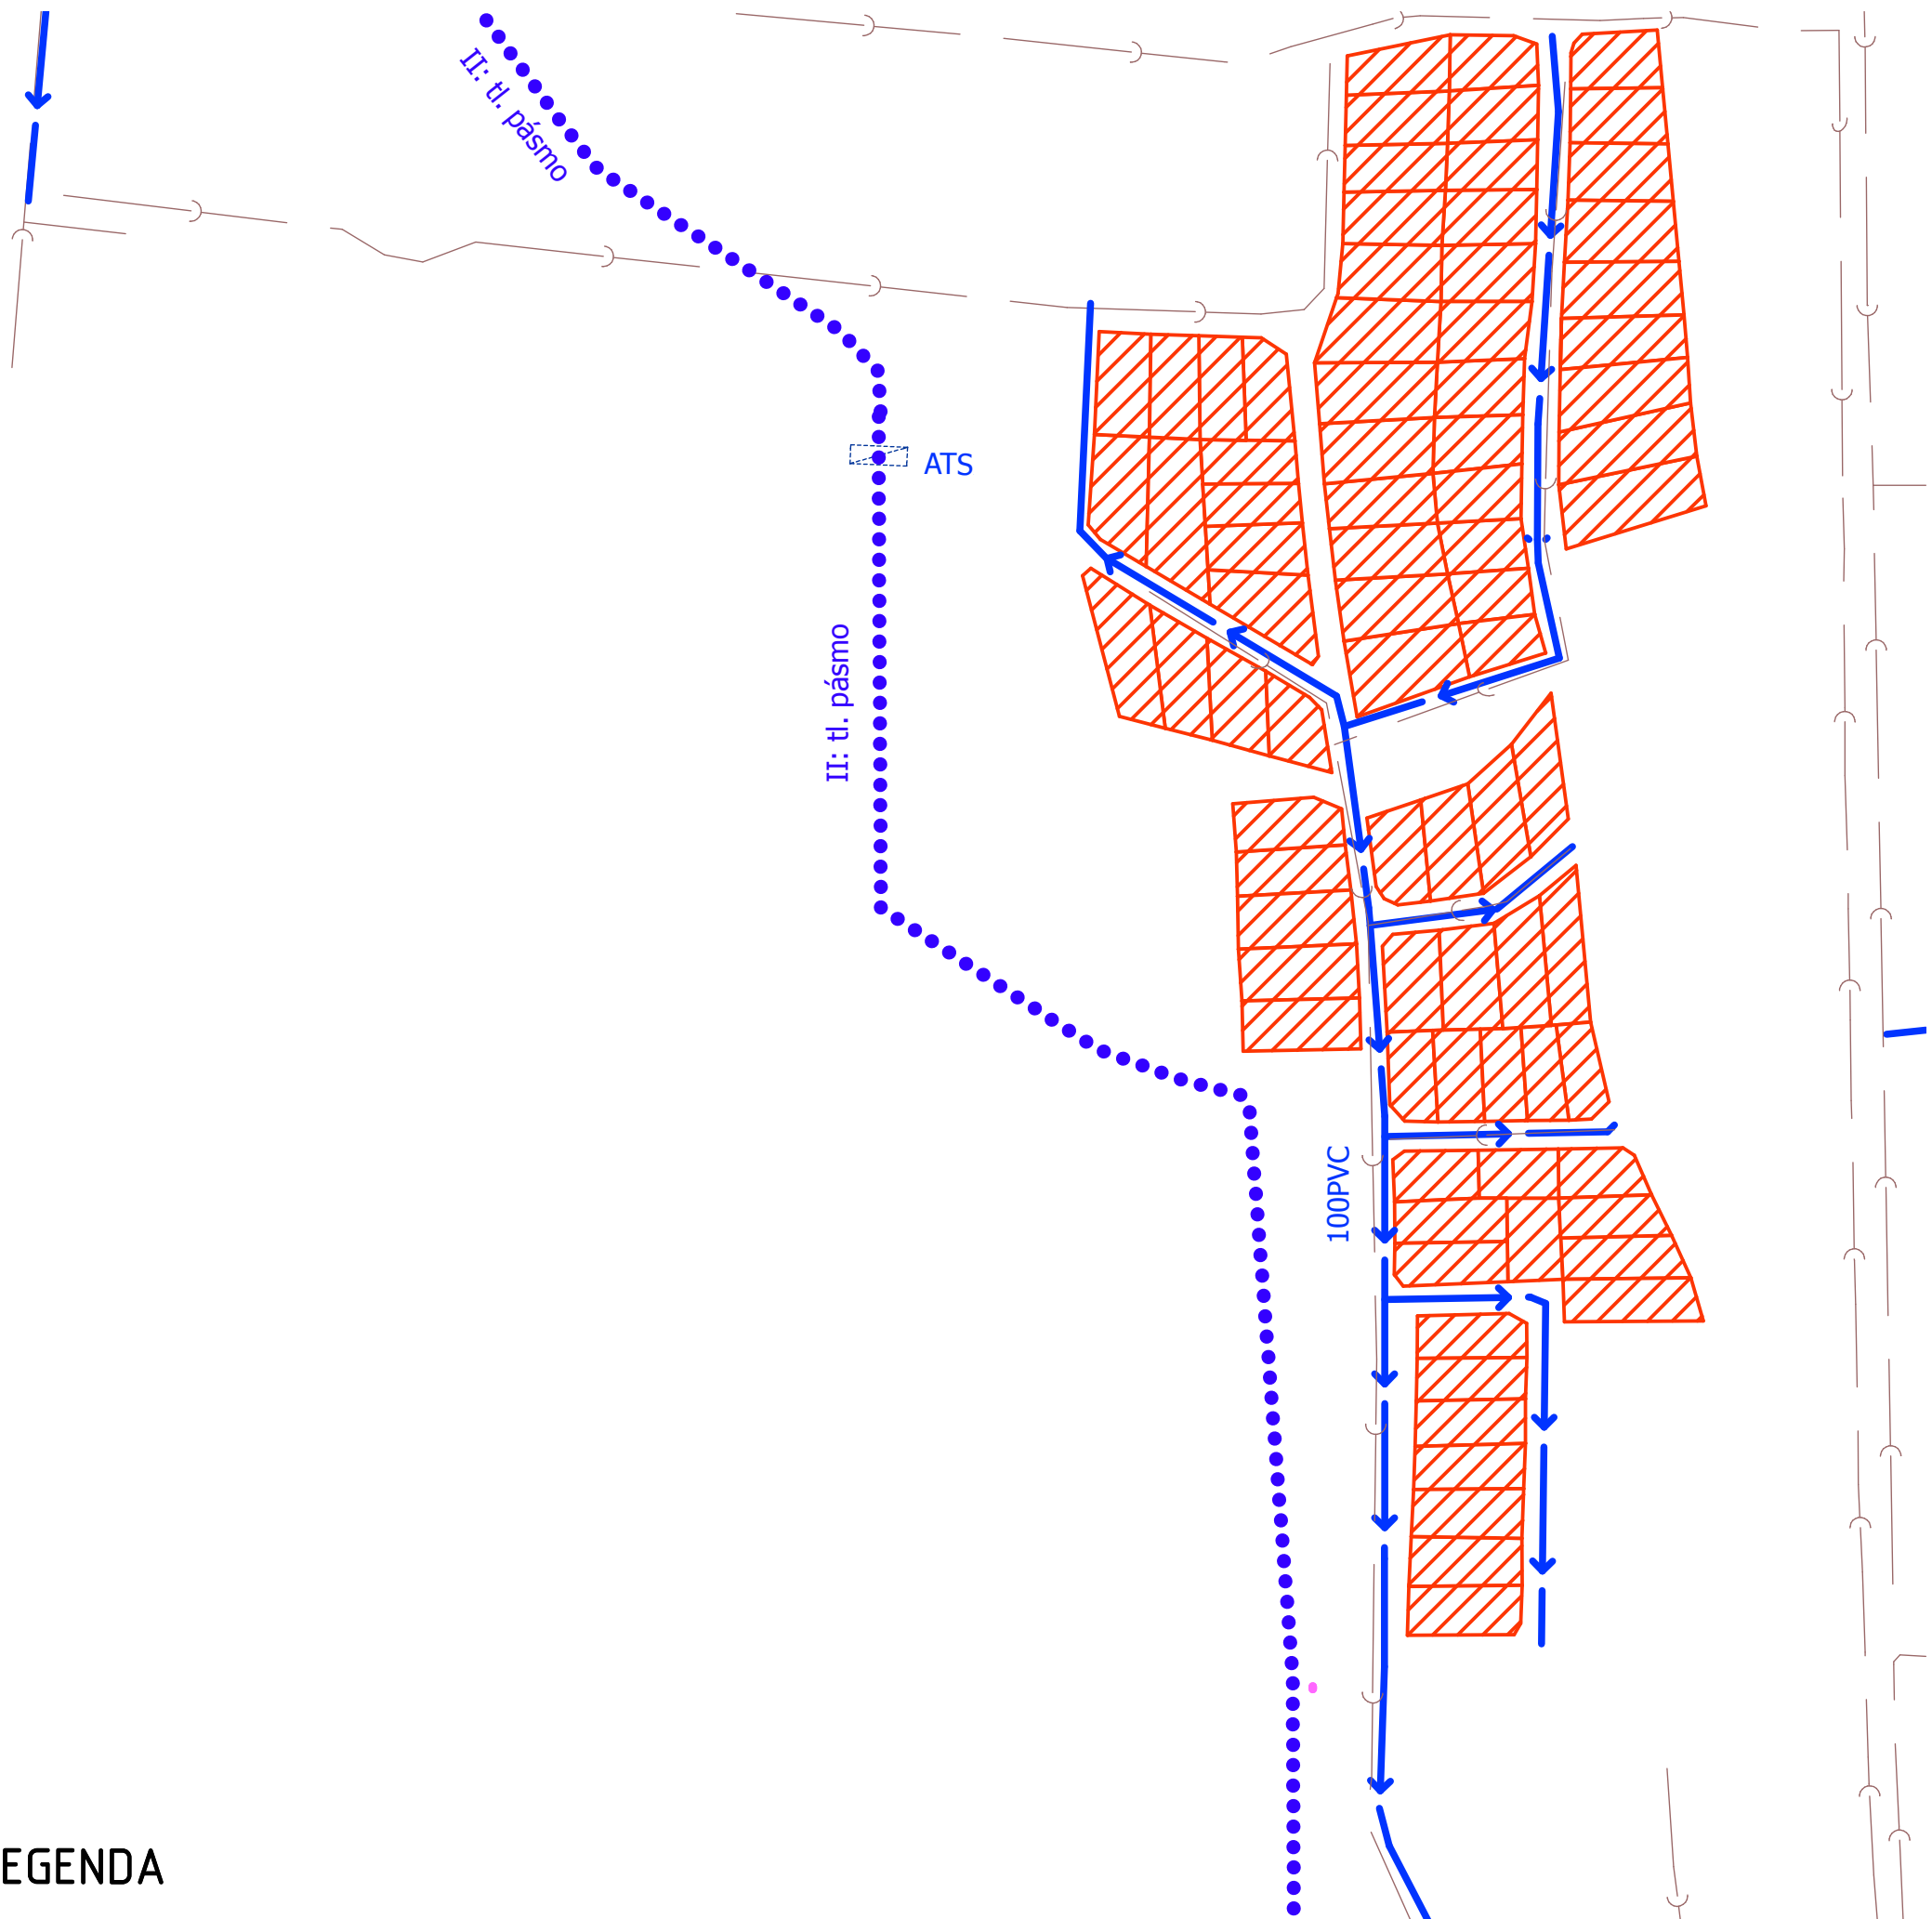 II: tl. pásmo
ATS
II: tl. pásmo
100PVC
EGENDA